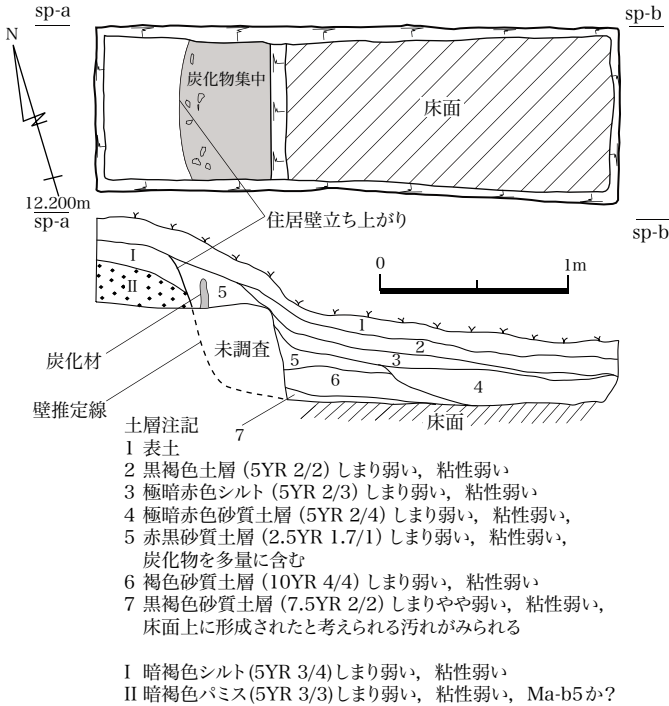 sp-a
sp-b
N
炭化物集中
床面
12.200m
sp-a
住居壁立ち上がり
sp-b
0
1m
I
II
5
1
2
3
5
未調査
6
4
炭化材
壁推定線
7
床面
土層注記
1 表土
2 黒褐色土層(5YR 2/2)しまり弱い,粘性弱い
3 極暗赤色シルト(5YR 2/3)しまり弱い,粘性弱い
4 極暗赤色砂質土層(5YR 2/4)しまり弱い,粘性弱い,
5 赤黒砂質土層(2.5YR 1.7/1)しまり弱い,粘性弱い,
炭化物を多量に含む
6 褐色砂質土層(10YR 4/4)しまり弱い,粘性弱い
7 黒褐色砂質土層(7.5YR 2/2)しまりやや弱い,粘性弱い,
床面上に形成されたと考えられる汚れがみられる
I 暗褐色シルト(5YR 3/4)しまり弱い,粘性弱い
II 暗褐色パミス(5YR 3/3)しまり弱い,粘性弱い,Ma-b5か?